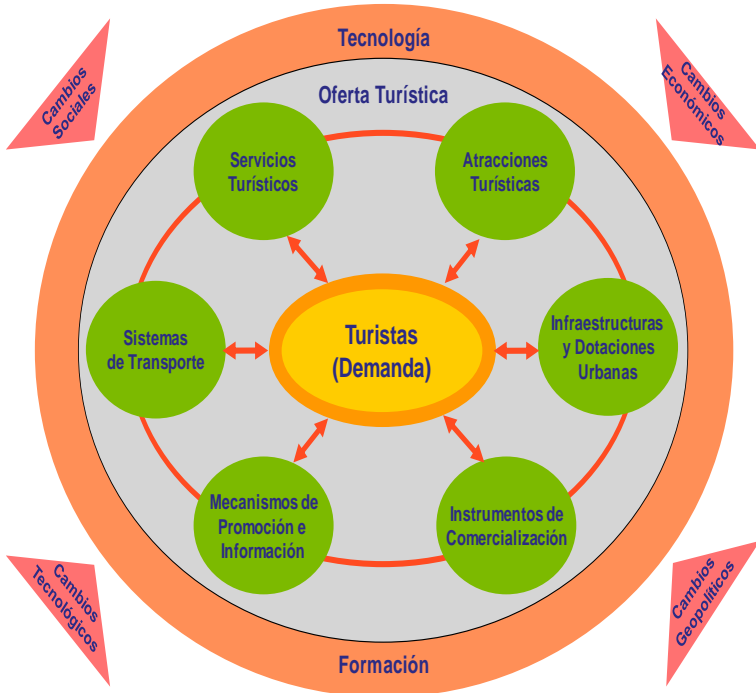 Tecnología
Cambios
Sociales
Cambios
Económicos
Oferta Turística
Servicios
Turísticos
Atracciones
Turísticas
Sistemas
de Transporte
Turistas
(Demanda)
Infraestructuras
y Dotaciones
Urbanas
Mecanismos de
Promoción e
Información
Instrumentos de
Comercialización
Cambios
Tecnológicos
Cambios
Geopolíticos
Formación